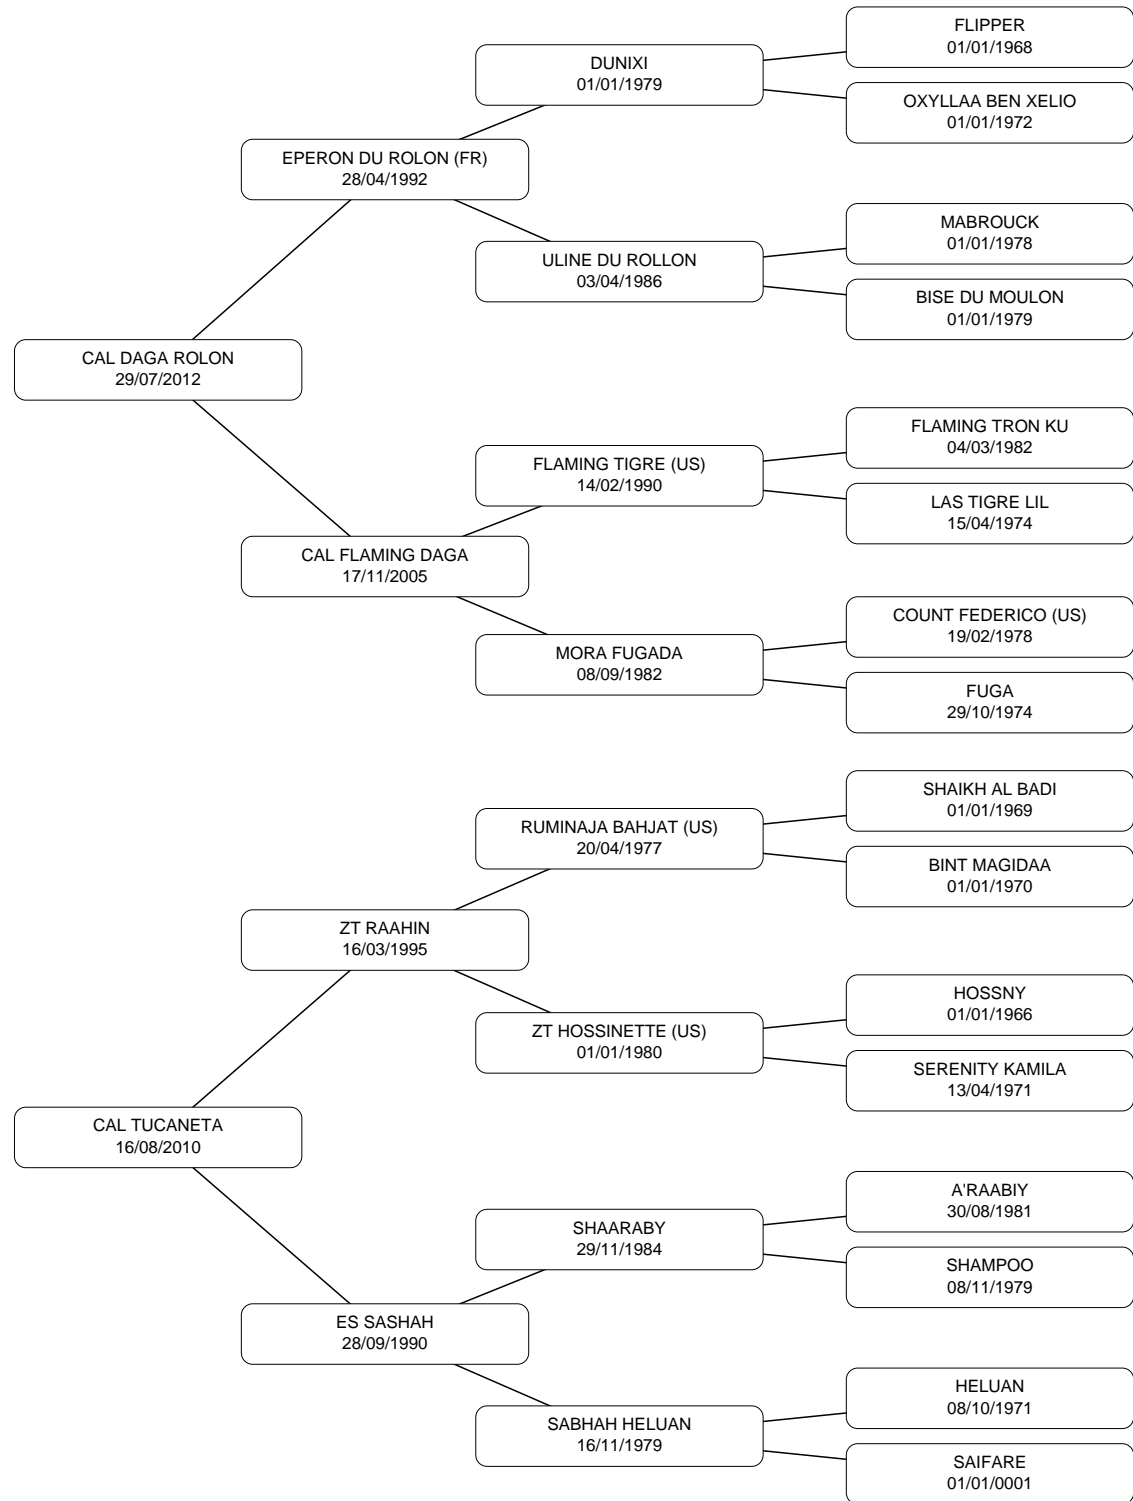 FLIPPER
01/01/1968
DUNIXI
01/01/1979
OXYLLAA BEN XELIO
01/01/1972
EPERON DU ROLON (FR)
28/04/1992
MABROUCK
01/01/1978
ULINE DU ROLLON
03/04/1986
BISE DU MOULON
01/01/1979
CAL DAGA ROLON
29/07/2012
FLAMING TRON KU
04/03/1982
FLAMING TIGRE (US)
14/02/1990
LAS TIGRE LIL
15/04/1974
CAL FLAMING DAGA
17/11/2005
COUNT FEDERICO (US)
19/02/1978
MORA FUGADA
08/09/1982
FUGA
29/10/1974
SHAIKH AL BADI
01/01/1969
RUMINAJA BAHJAT (US)
20/04/1977
BINT MAGIDAA
01/01/1970
ZT RAAHIN
16/03/1995
HOSSNY
01/01/1966
ZT HOSSINETTE (US)
01/01/1980
SERENITY KAMILA
13/04/1971
CAL TUCANETA
16/08/2010
A'RAABIY
30/08/1981
SHAARABY
29/11/1984
SHAMPOO
08/11/1979
ES SASHAH
28/09/1990
HELUAN
08/10/1971
SABHAH HELUAN
16/11/1979
SAIFARE
01/01/0001